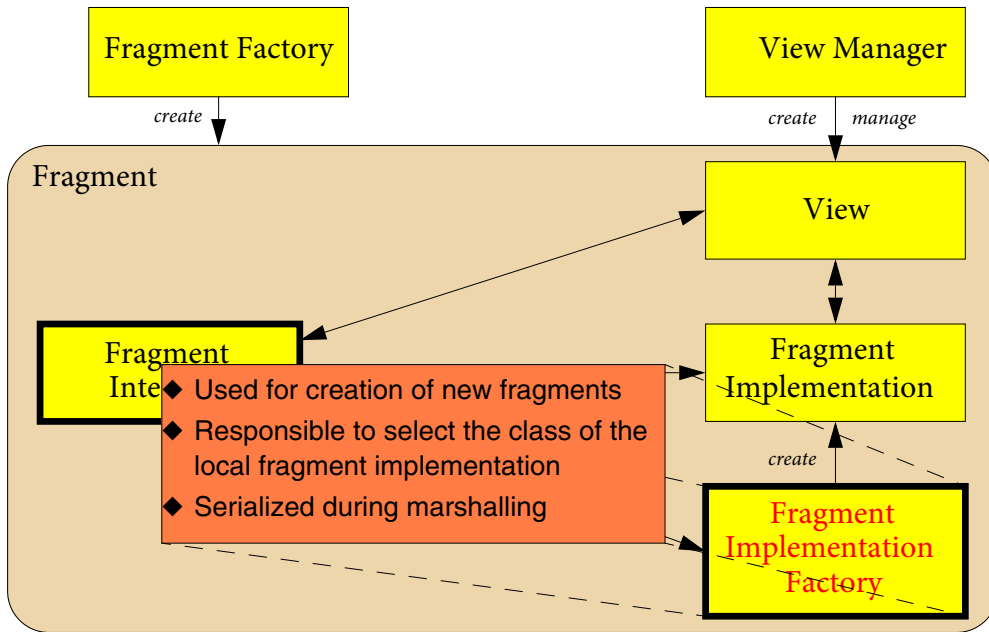 Fragment Factory
View Manager
create
create
manage
Fragment
View
Fragment
Inte
Fragment
Implementation
◆ Used for creation of new fragments
◆ Responsible to select the class of the
local fragment implementation
◆ Serialized during marshalling
create
Fragment
Implementation
Factory